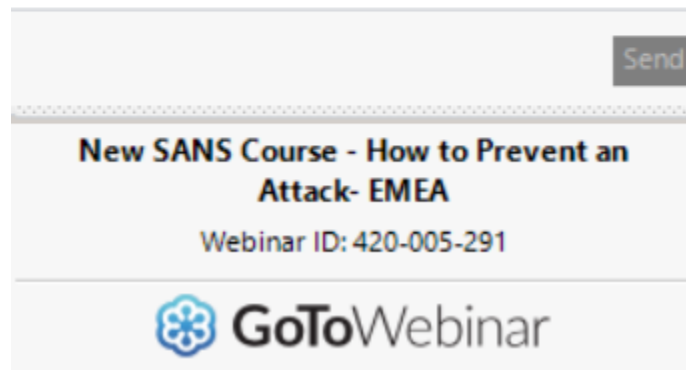 Send
New SANS Course - How to Prevent an
Attack- EMEA
Webinar ID: 420-005-291
GoToWebinar